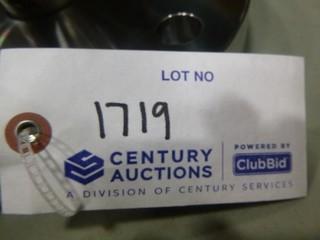 LOT NO
1719
CENTURY AUCTIONS
POWERED BY
ClubBid
A DIVISION OF CENTURY SERVICES